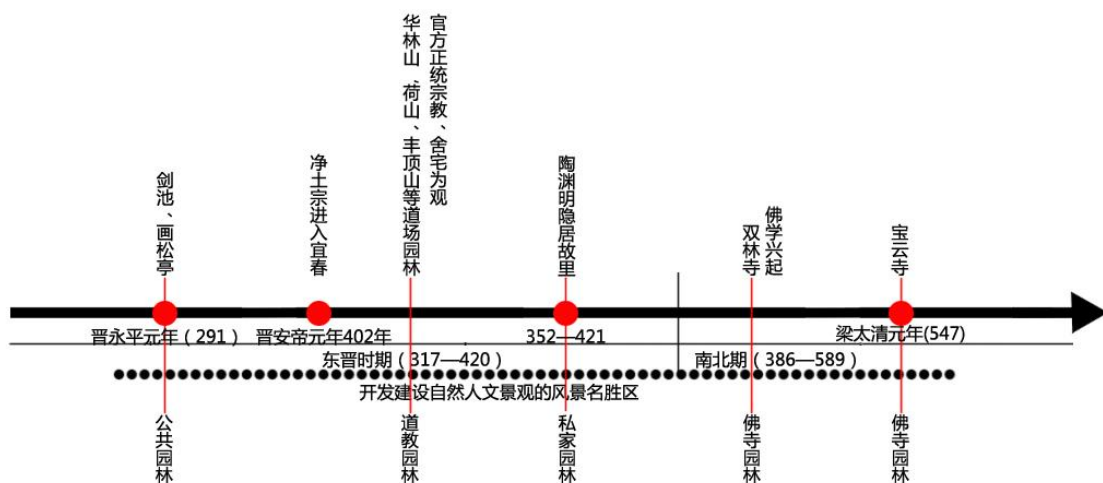 剑池、画松亭
净土宗进入宜春
华林山、荷山、丰顶山等道场园林
官方正统宗教、舍宅为观
陶渊明隐居故里
双林寺
佛学兴起
宝云寺
晋永平元年（291）
晋安帝元年402年
352—421
梁太清元年(547)
东晋时期（317—420）
南北期（386—589）
开发建设自然人文景观的风景名胜区
公共园林
道教园林
私家园林
佛寺园林
佛寺园林